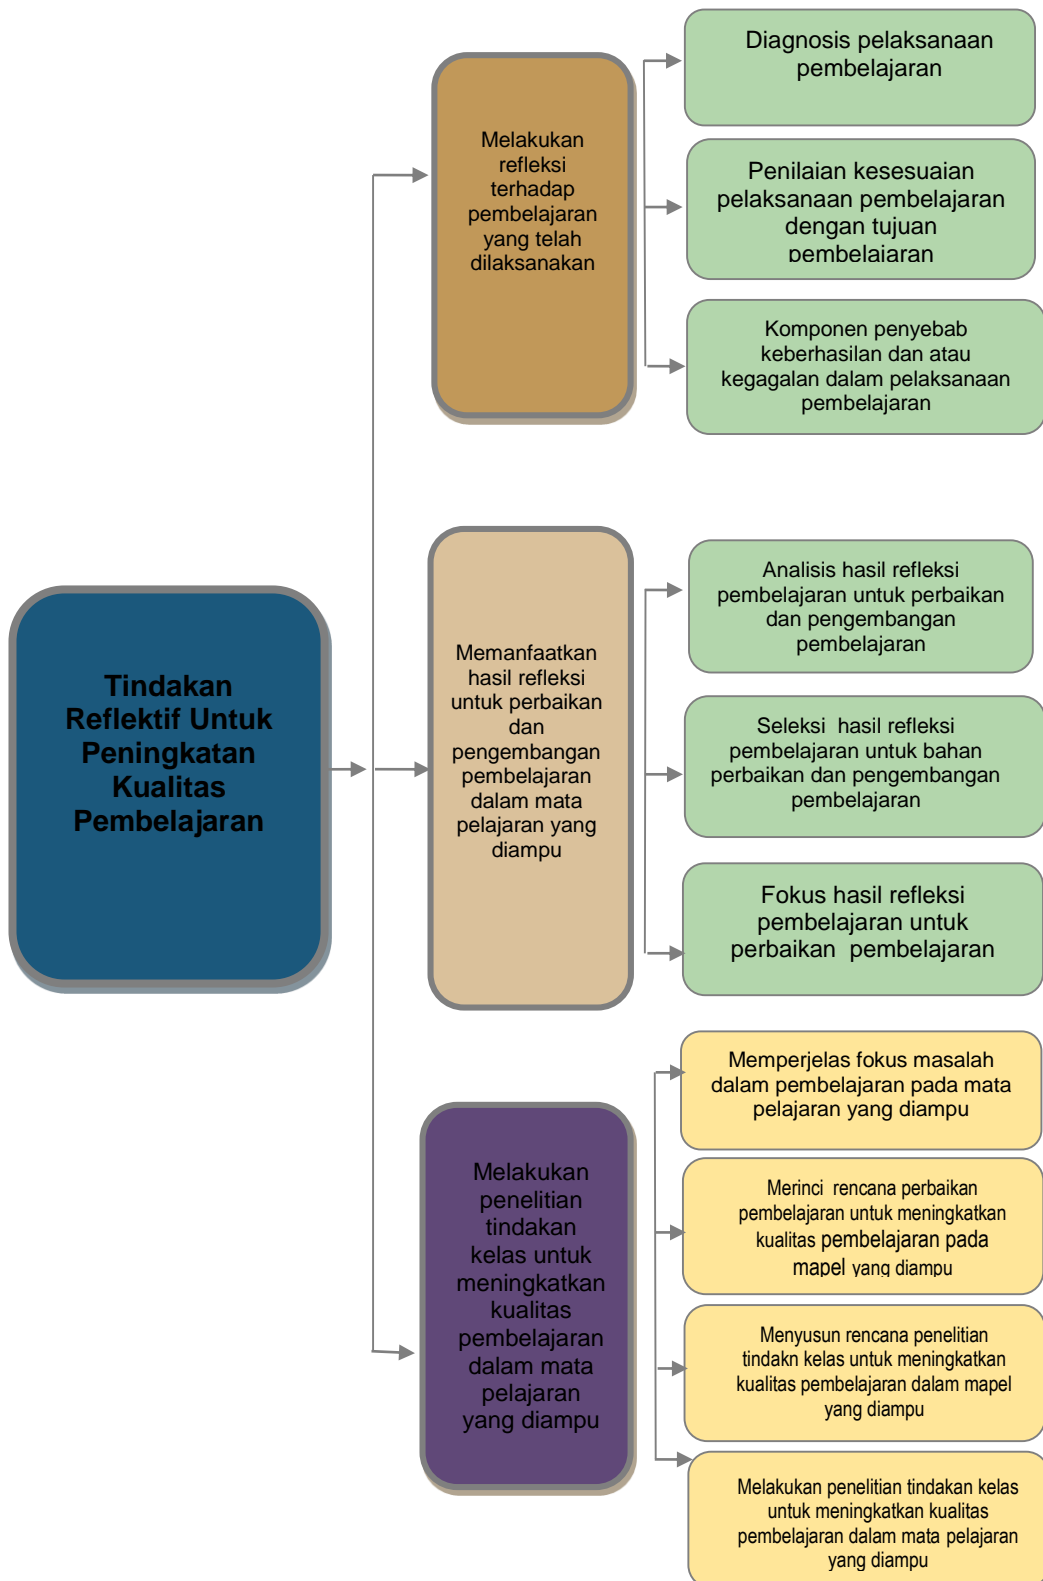 Tindakan
Reflektif Untuk
Peningkatan
Kualitas
Pembelajaran
Melakukan
refleksi
terhadap
pembelajaran
yang telah
dilaksanakan
Diagnosis pelaksanaan
pembelajaran
Penilaian kesesuaian
pelaksanaan pembelajaran
dengan tujuan
pembelajaran
Komponen penyebab
keberhasilan dan atau
kegagalan dalam pelaksanaan
pembelajaran
Memanfaatkan
hasil refleksi
untuk perbaikan
dan
pengembangan
pembelajaran
dalam mata
pelajaran yang
diampu
Analisis hasil refleksi
pembelajaran untuk perbaikan
dan pengembangan
pembelajaran
Seleksi hasil refleksi
pembelajaran untuk bahan
perbaikan dan pengembangan
pembelajaran
Fokus hasil refleksi
pembelajaran untuk
perbaikan pembelajaran
Melakukan
penelitian
tindakan
kelas untuk
meningkatkan
kualitas
pembelajaran
dalam mata
pelajaran
yang diampu
Memperjelas fokus masalah
dalam pembelajaran pada mata
pelajaran yang diampu
Merinci rencana perbaikan
pembelajaran untuk meningkatkan
kualitas pembelajaran pada
mapel yang diampu
Menyusun rencana penelitian
tindakn kelas untuk meningkatkan
kualitas pembelajaran dalam mapel
yang diampu
Melakukan penelitian tindakan kelas
untuk meningkatkan kualitas
pembelajaran dalam mata pelajaran
yang diampu